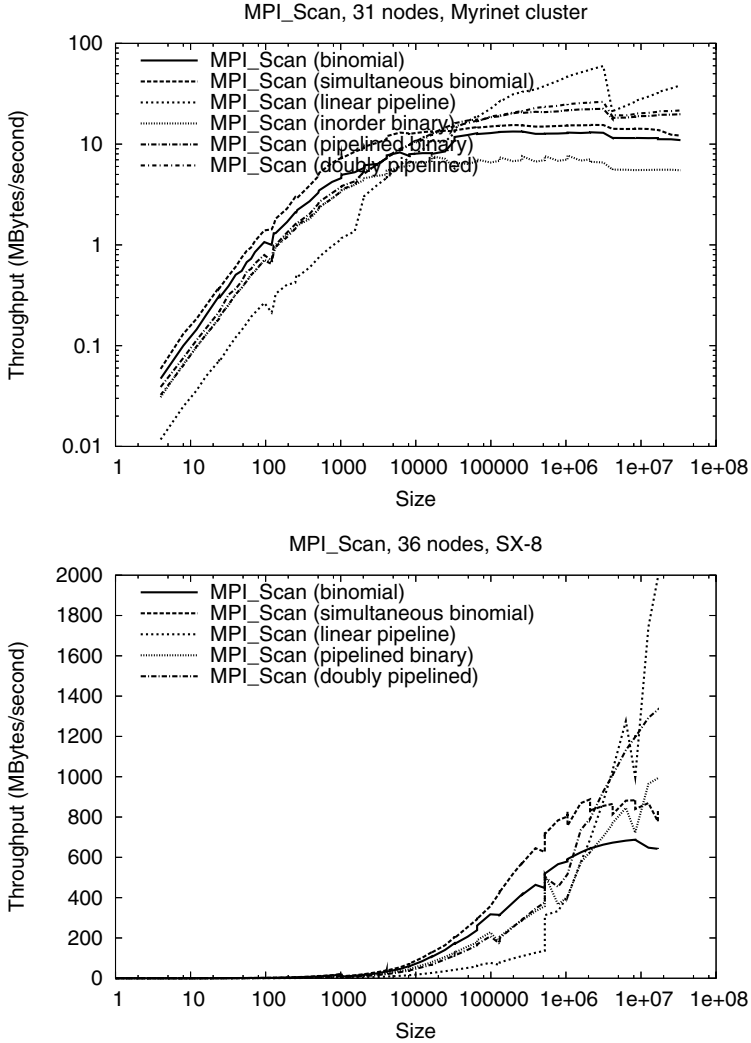 MPI_Scan, 31 nodes, Myrinet cluster
100
10
1
0.1
0.01
Throughput (MBytes/second)
MPI_Scan (binomial)
MPI_Scan (simultaneous binomial)
MPI_Scan (linear pipeline)
MPI_Scan (inorder binary)
MPI_Scan (pipelined binary)
MPI_Scan (doubly pipelined)
1 10 100 1000 10000 100000 1e+06 1e+07 1e+08
Size
MPI_Scan, 36 nodes, SX-8
2000
1800
1600
1400
1200
1000
800
600
400
200
0
Throughput (MBytes/second)
MPI_Scan (binomial)
MPI_Scan (simultaneous binomial)
MPI_Scan (linear pipeline)
MPI_Scan (pipelined binary)
MPI_Scan (doubly pipelined)
1 10 100 1000 10000 100000 1e+06 1e+07 1e+08
Size